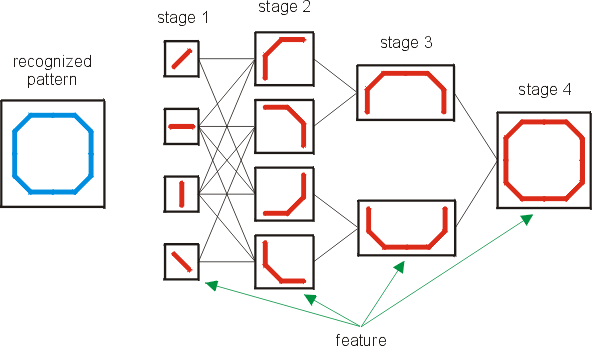 stage 1
stage 2
stage 3
stage 4
recognized
pattern
feature